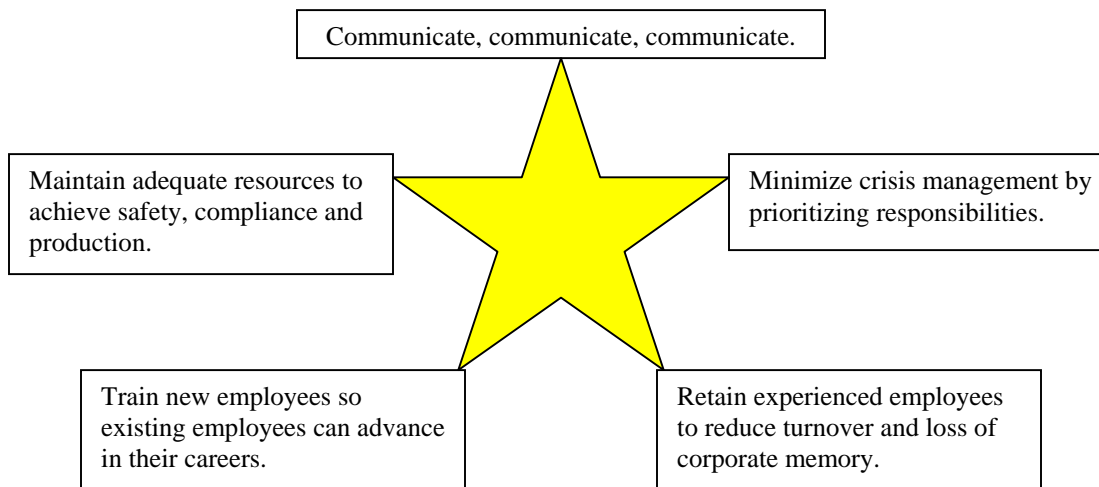 Communicate, communicate, communicate.
Maintain adequate resources to
achieve safety, compliance and
production.
Minimize crisis management by
prioritizing responsibilities.
Train new employees so
existing employees can advance
in their careers.
Retain experienced employees
to reduce turnover and loss of
corporate memory.